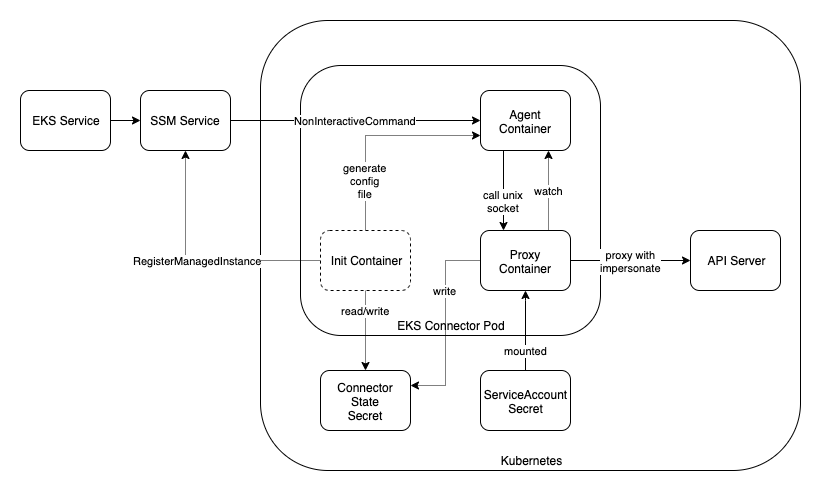 EKS Service
SSM Service
NonInteractiveCommand
Agent
Container
generate
config
file
call unix
socket
watch
RegisterManagedInstance
Init Container
Proxy
Container
proxy with
impersonate
API Server
write
read/write
EKS Connector Pod
mounted
Connector
State
Secret
ServiceAccount
Secret
Kubernetes